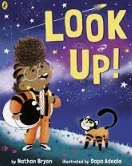 LOOK
UP!
by Nathan Bryon
illustrated by Dapo Adeola